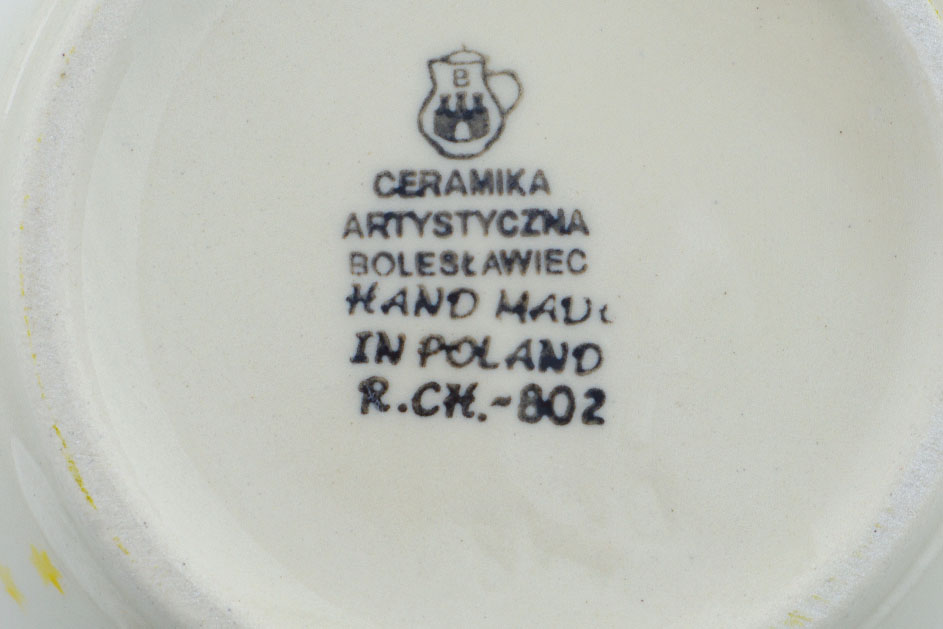 B
CERAMIKA
ARTYSTYCZNA
BOLESŁAWIEC
HAND MADE
IN POLAND
R.CH.-802